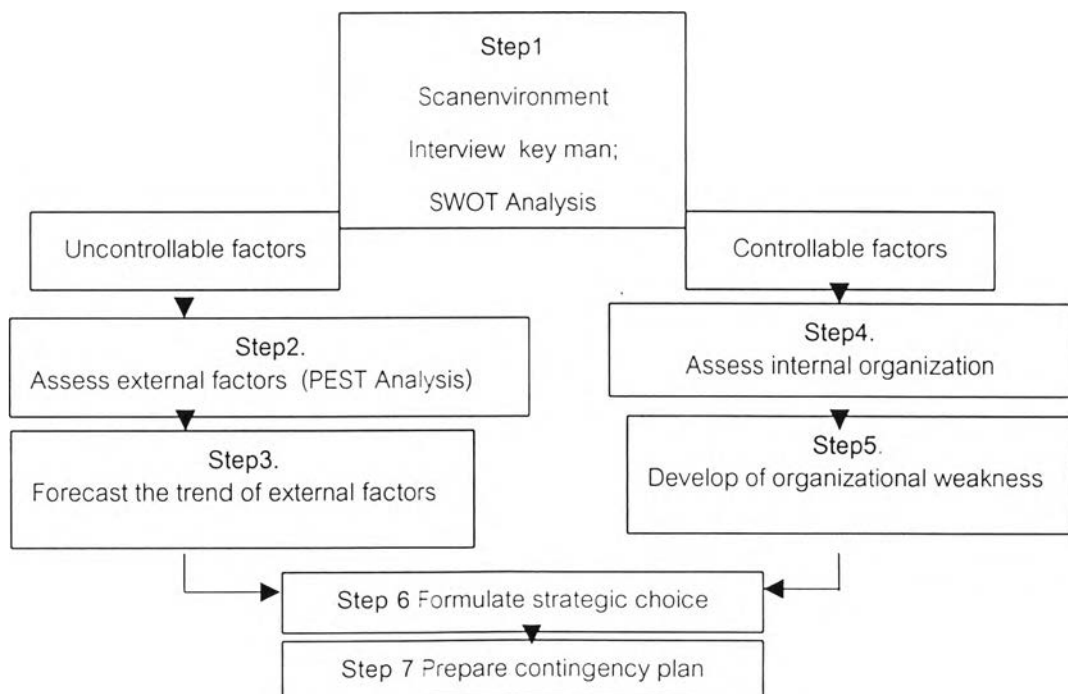 Step1
Scanenvironment
Interview key man;
SWOT Analysis
Uncontrollable factors
Controllable factors
Step2.
Assess external factors (PEST Analysis)
Step3.
Forecast the trend of external factors
Step4.
Assess internal organization
Step5.
Develop of organizational weakness
Step 6 Formulate strategic choice
Step 7 Prepare contingency plan